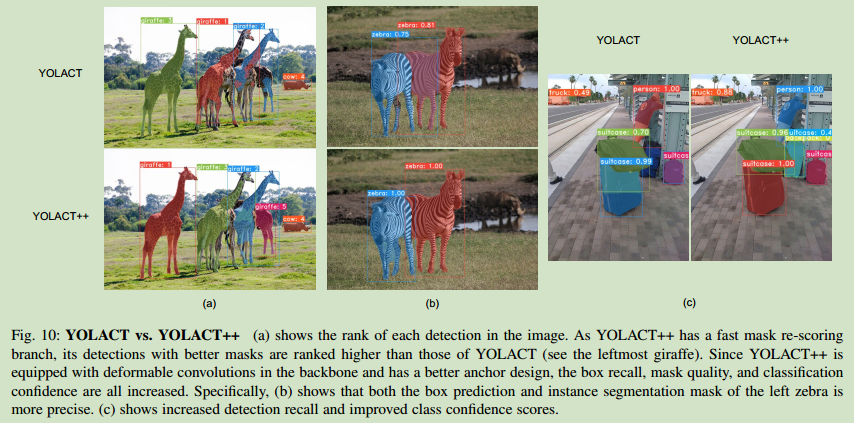 YOLACT
giraffe: 3
giraffe: 1
giraffe: 2
cow: 4
zebra: 0.81
zebra: 0.75
YOLACT
YOLACT++
truck: 0.49
person: 1.00
suitcase: 0.70
suitcase: 0.99
suitcas
truck: 0.88
person: 1.00
suitcase: 0.96
suitcase: 0.4
suitcas
suitcase: 1.00
YOLACT++
giraffe: 1
giraffe: 2
giraffe: 5
cow: 4
zebra: 1.00
zebra: 1.00
(a)
(b)
(c)
Fig. 10: YOLACT vs. YOLACT++ (a) shows the rank of each detection in the image. As YOLACT++ has a fast mask re-scoring
branch, its detections with better masks are ranked higher than those of YOLACT (see the leftmost giraffe). Since YOLACT++ is
equipped with deformable convolutions in the backbone and has a better anchor design, the box recall, mask quality, and classification
confidence are all increased. Specifically, (b) shows that both the box prediction and instance segmentation mask of the left zebra is
more precise. (c) shows increased detection recall and improved class confidence scores.